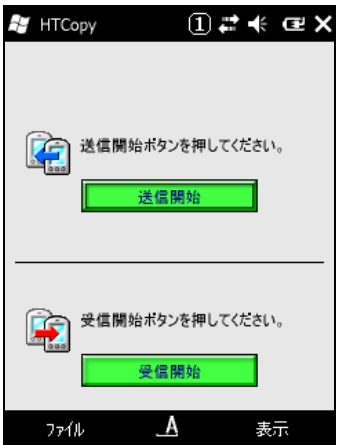 HTCopy 1
送信開始ボタンを押してください。
送信開始
受信開始ボタンを押してください。
受信開始
ファイル A 表示